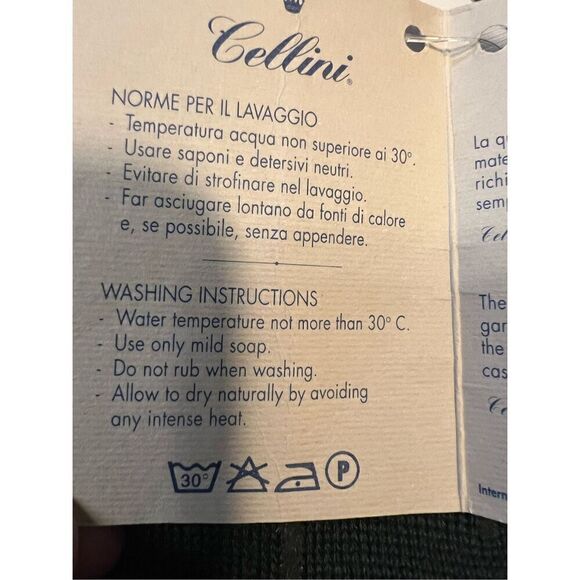 Cellini®
NORME PER IL LAVAGGIO
- Temperatura acqua non superiore ai 30°.
- Usare saponi e detersivi neutri.
- Evitare di strofinare nel lavaggio.
- Far asciugare lontano da fonti di calore
e, se possibile, senza appendere.
WASHING INSTRUCTIONS
- Water temperature not more than 30° C.
- Use only mild soap.
- Do not rub when washing.
- Allow to dry naturally by avoiding
any intense heat.
30° P
La q
mate
richi
semp
Cel
The
gar
the
cas
Ce
Intern